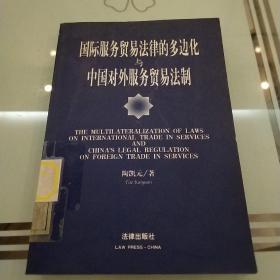 国际服务贸易法律的多边化
与
中国对外服务贸易法制
THE MULTILATERALIZATION OF LAWS
ON INTERNATIONAL TRADE IN SERVICES
AND
CHINA'S LEGAL REGULATION
ON FOREIGN TRADE IN SERVICES
陶凯元/著
Tao Kaiyuan
法律出版社
LAW PRESS·CHINA